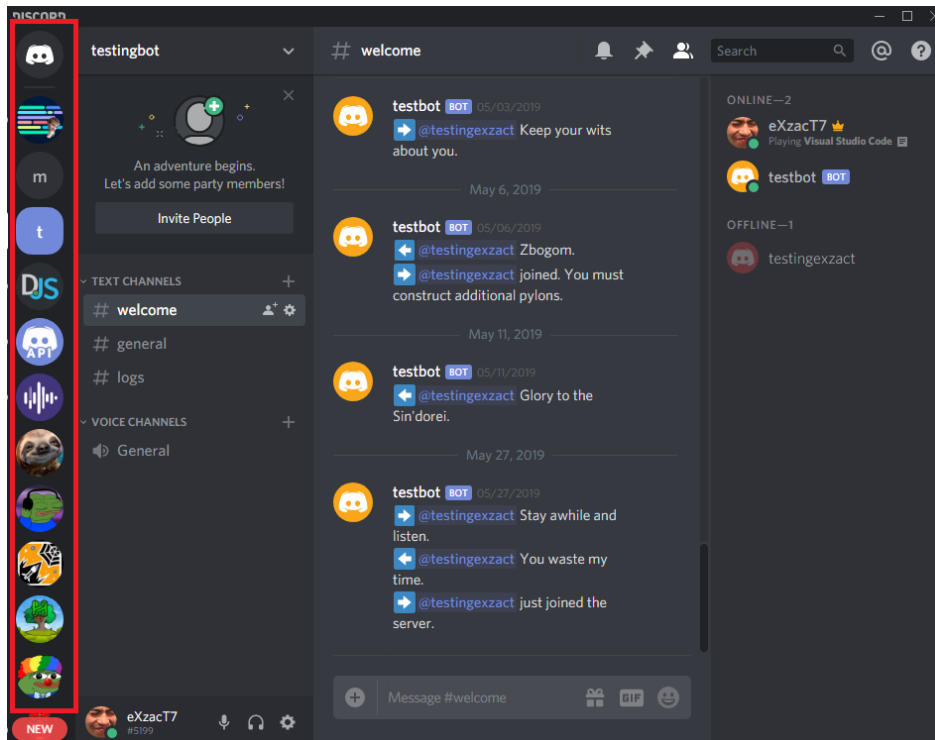 DISCORD
m
t
DJS
API
NEW
testingbot
An adventure begins.
Let's add some party members!
Invite People
TEXT CHANNELS
# welcome
# general
# logs
VOICE CHANNELS
General
eXzacT7
#5199
# welcome
Search
@
?
testbot BOT 05/03/2019
@testingexzact Keep your wits
about you.
May 6, 2019
testbot BOT 05/06/2019
@testingexzact Zbogom.
@testingexzact joined. You must
construct additional pylons.
May 11, 2019
testbot BOT 05/11/2019
@testingexzact Glory to the
Sin'dorei.
May 27, 2019
testbot BOT 05/27/2019
@testingexzact Stay awhile and
listen.
@testingexzact You waste my
time.
@testingexzact just joined the
server.
Message #welcome
GIF
ONLINE—2
eXzacT7
Playing Visual Studio Code
testbot BOT
OFFLINE—1
testingexzact